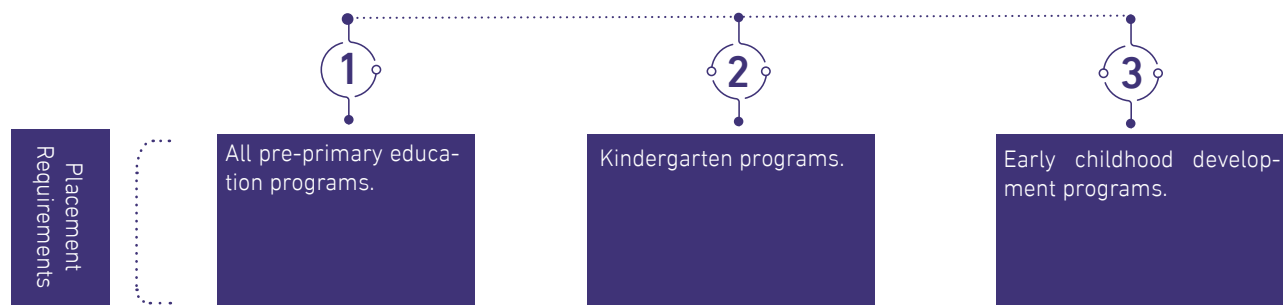 1
2
3
Placement
Requirements
All pre-primary educa-
tion programs.
Kindergarten programs.
Early childhood develop-
ment programs.